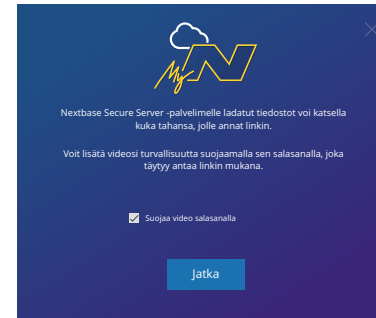 My N
Nextbase Secure Server -palvelimelle ladatut tiedostot voi katsella
kuka tahansa, jolle annat linkin.
Voit lisätä videosi turvallisuutta suojaamalla sen salasanalla, joka
täytyy antaa linkin mukana.
Suojaa video salasanalla
Jatka